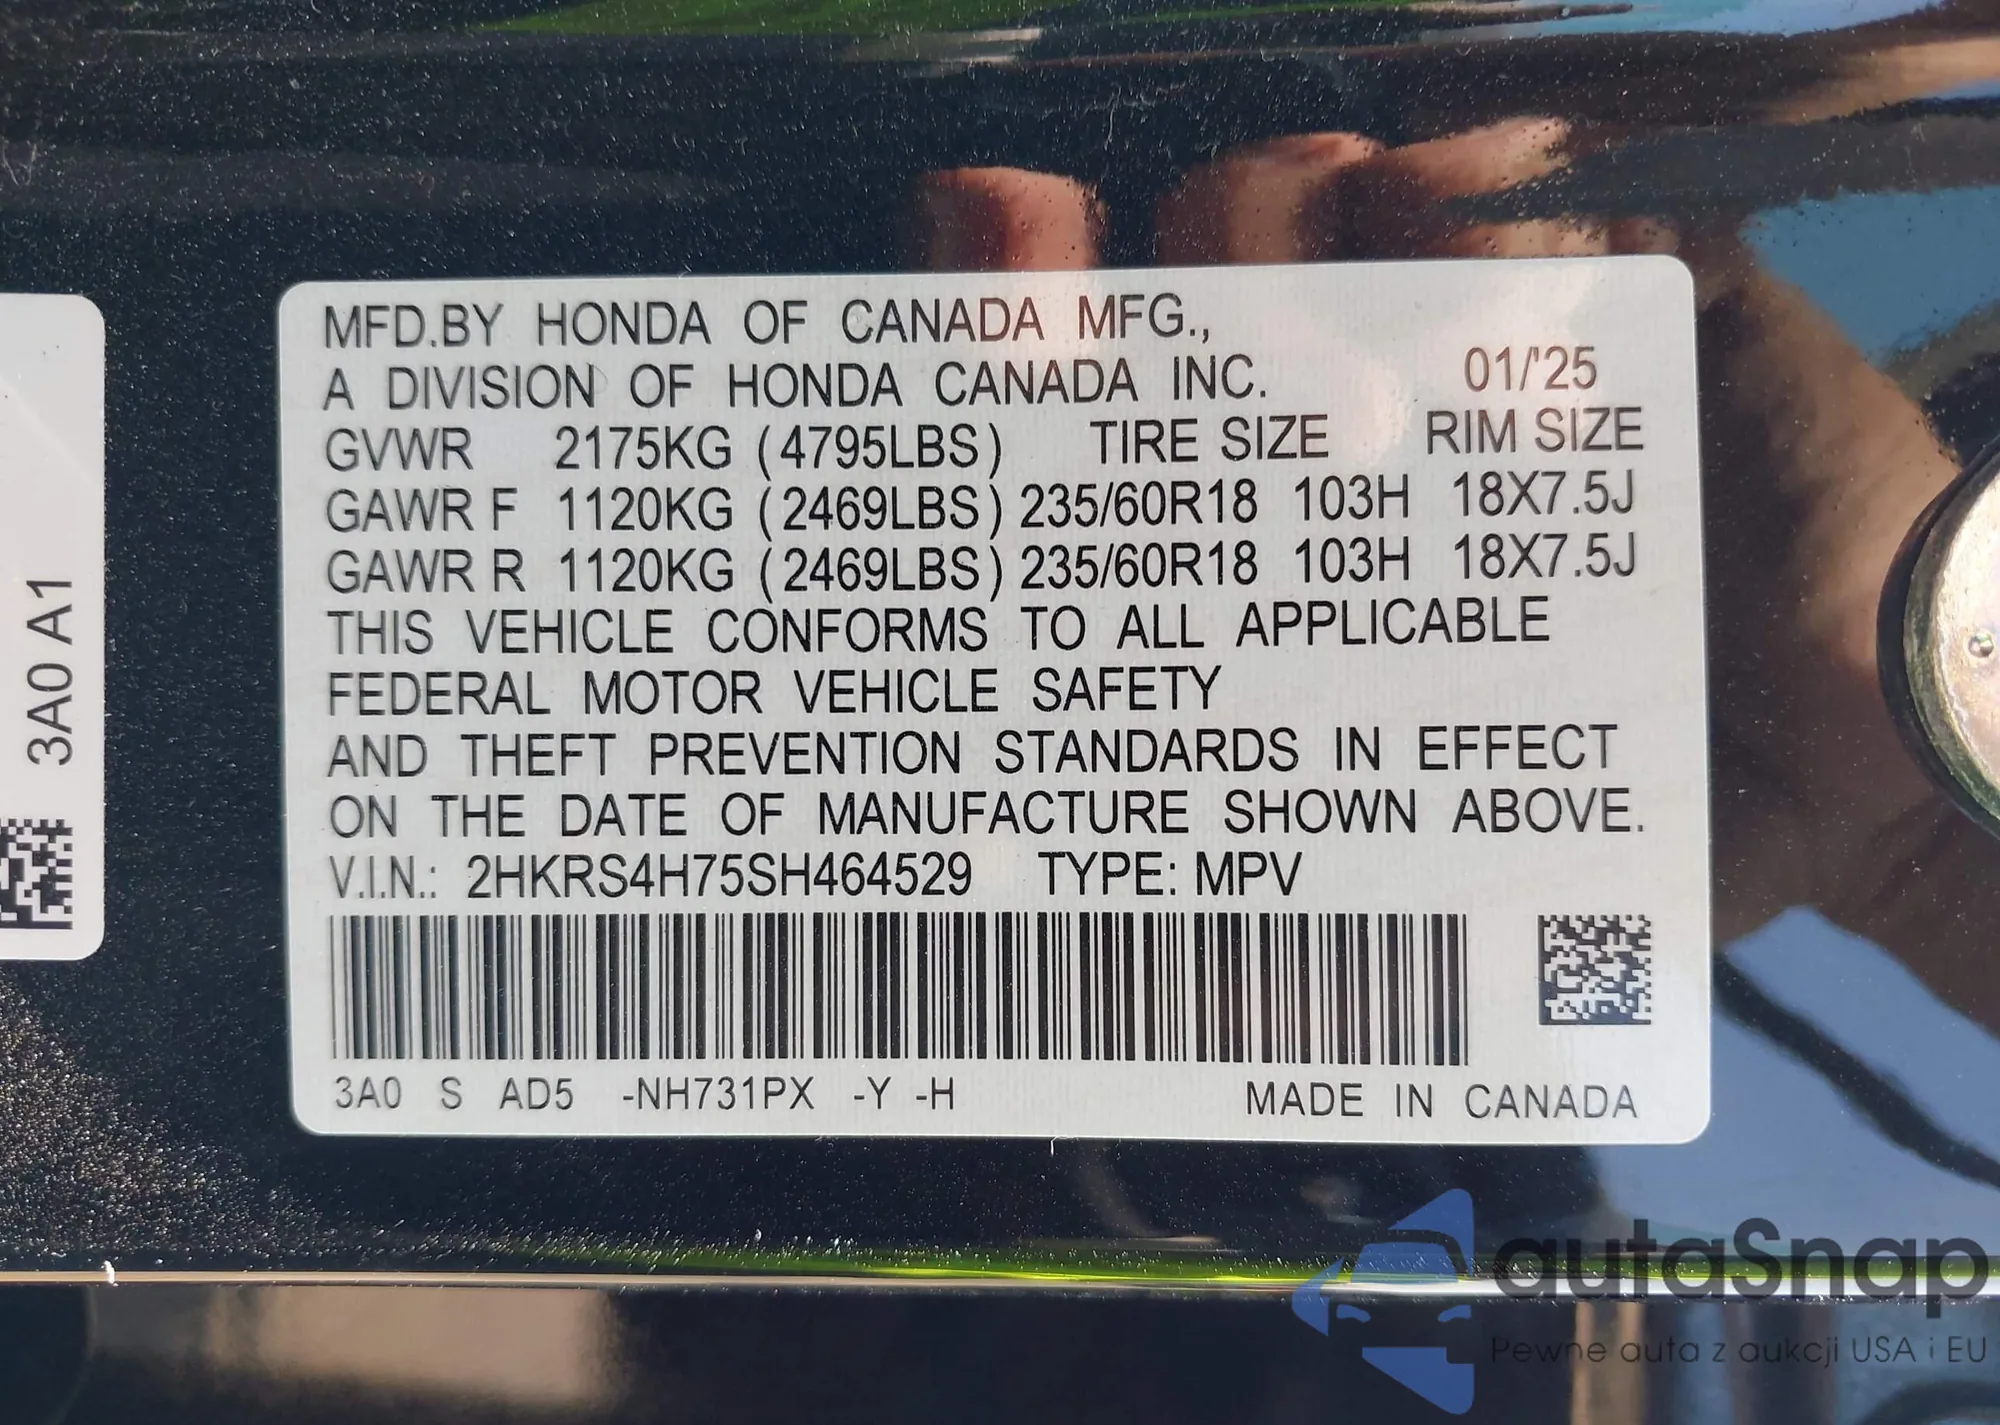 MFD.BY HONDA OF CANADA MFG.,
A DIVISION OF HONDA CANADA INC. 01/'25
GVWR 2175KG (4795LBS) TIRE SIZE RIM SIZE
GAWR F 1120KG (2469LBS) 235/60R18 103H 18X7.5J
GAWR R 1120KG (2469LBS) 235/60R18 103H 18X7.5J
THIS VEHICLE CONFORMS TO ALL APPLICABLE
FEDERAL MOTOR VEHICLE SAFETY
AND THEFT PREVENTION STANDARDS IN EFFECT
ON THE DATE OF MANUFACTURE SHOWN ABOVE.
V.I.N.: 2HKRS4H75SH464529 TYPE: MPV
3A0 S AD5 -NH731PX -Y -H MADE IN CANADA
3A0 A1
autaSnap
Pewne auta z aukcji USA i EU